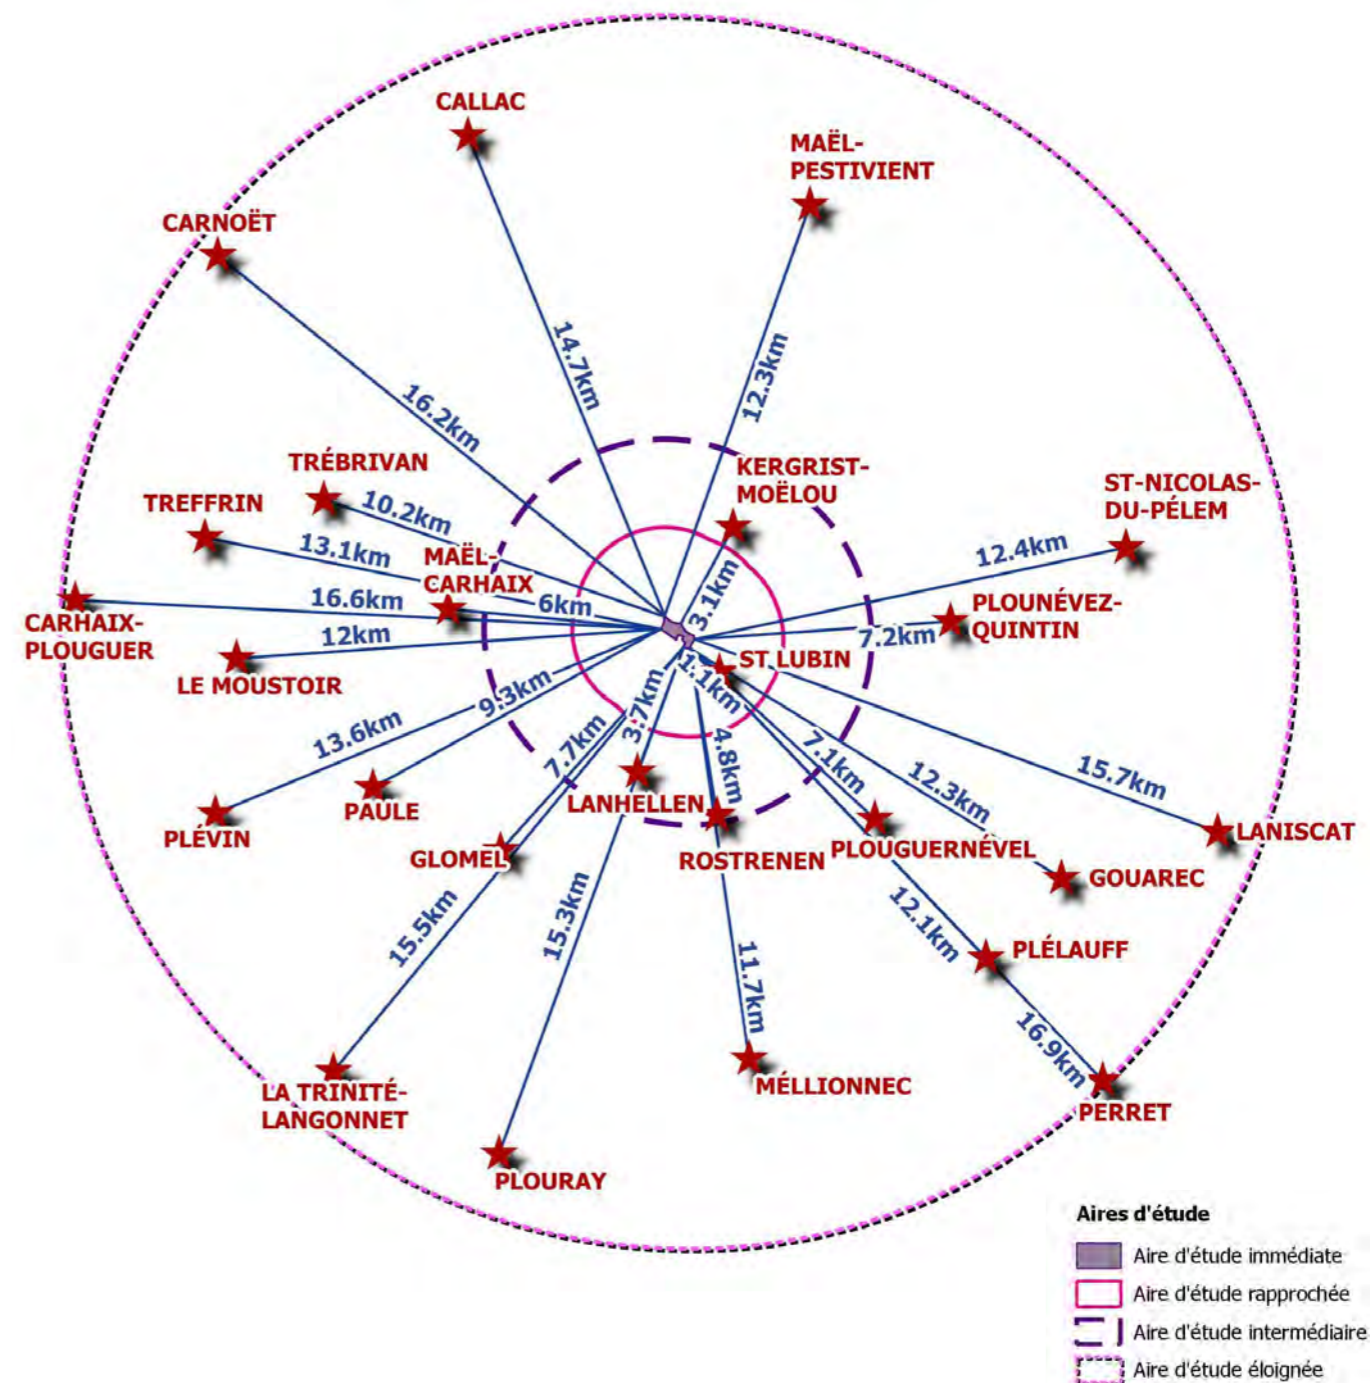 CALLAC
MAËL-
PESTIVIENT
CARNOËT
14.7km
12.3km
16.2km
TRÉBRIVAN
KERGRIST-
MOËLOU
TREFFRIN
10.2km
ST-NICOLAS-
DU-PÉLEM
13.1km
MAËL-
CARHAIX
12.4km
3.1km
16.6km
6km
CARHAIX-
PLOUGUER
12km
PLOUNÉVEZ-
QUINTIN
7.2km
LE MOUSTOIR
ST LUBIN
1.1km
9.3km
3.7km
13.6km
7.7km
4.8km
7.1km
12.3km
15.7km
PAULE
LANHELLEN
PLÉVIN
GLOMEL
ROSTRENEN
PLOUGUERNÉVEL
LANISCAT
GOUAREC
15.5km
15.3km
12.1km
PLÉLAUFF
11.7km
16.9km
LA TRINITÉ-
LANGONNET
MÉLLIONNEC
PERRET
PLOURAY
Aires d'étude
Aire d'étude immédiate
Aire d'étude rapprochée
Aire d'étude intermédiaire
Aire d'étude éloignée